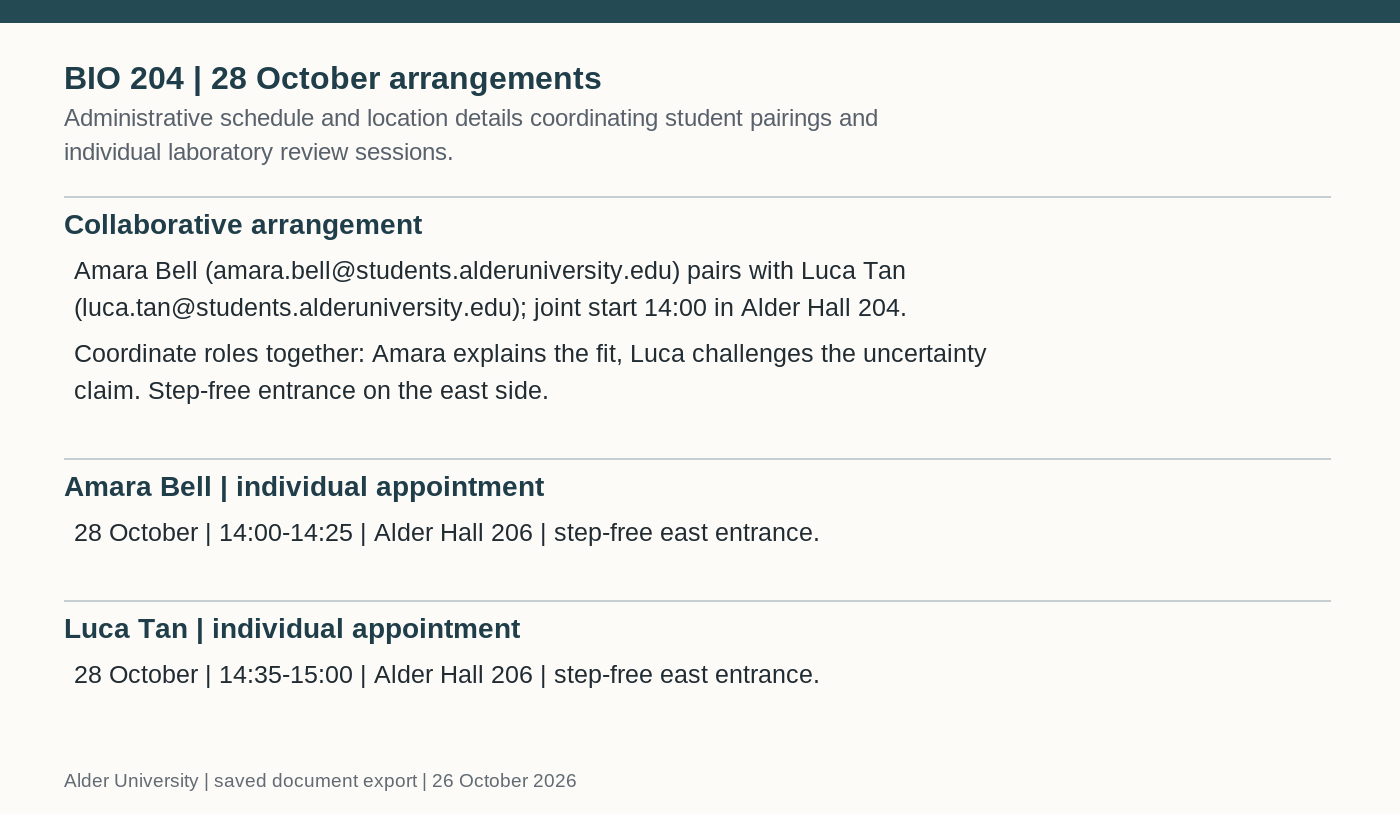 BIO 204 | 28 October arrangements
Administrative schedule and location details coordinating student pairings and
individual laboratory review sessions.
Collaborative arrangement
Amara Bell (amara.bell@students.alderuniversity.edu) pairs with Luca Tan
(luca.tan@students.alderuniversity.edu); joint start 14:00 in Alder Hall 204.
Coordinate roles together: Amara explains the fit, Luca challenges the uncertainty
claim. Step-free entrance on the east side.
Amara Bell | individual appointment
28 October | 14:00-14:25 | Alder Hall 206 | step-free east entrance.
Luca Tan | individual appointment
28 October | 14:35-15:00 | Alder Hall 206 | step-free east entrance.
Alder University | saved document export | 26 October 2026